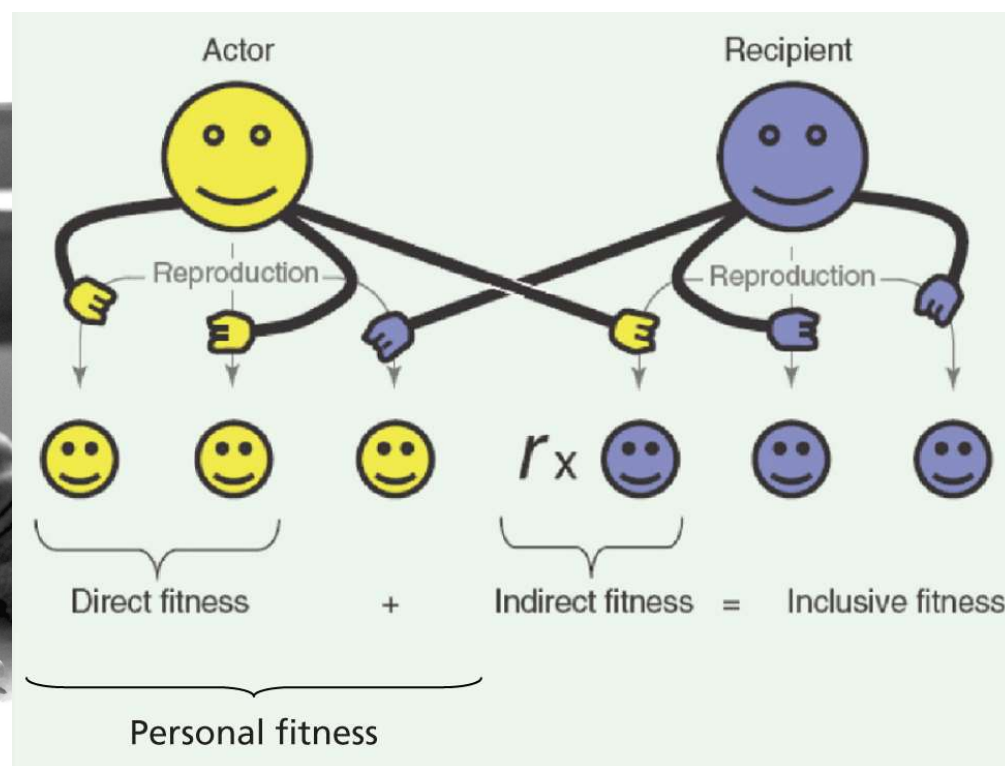 Actor
Recipient
Reproduction
Reproduction
r x
Direct fitness + Indirect fitness = Inclusive fitness
Personal fitness